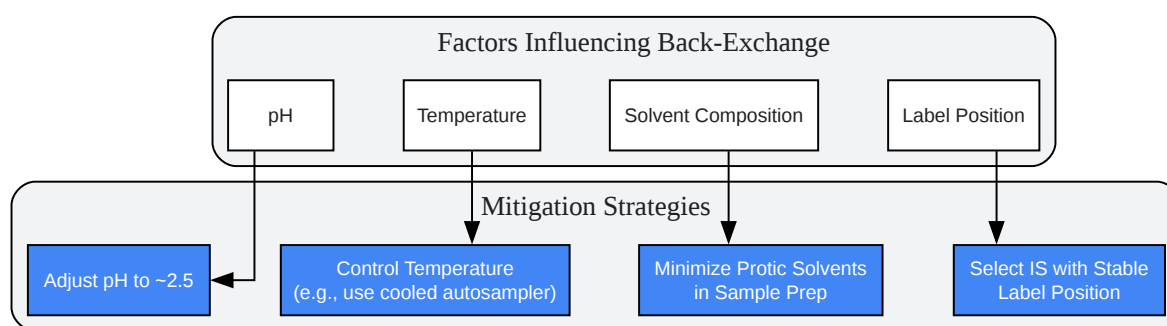 Factors Influencing Back-Exchange
pH
Temperature
Solvent Composition
Label Position
Mitigation Strategies
Adjust pH to ~2.5
Control Temperature
(e.g., use cooled autosampler)
Minimize Protic Solvents
in Sample Prep
Select IS with Stable
Label Position